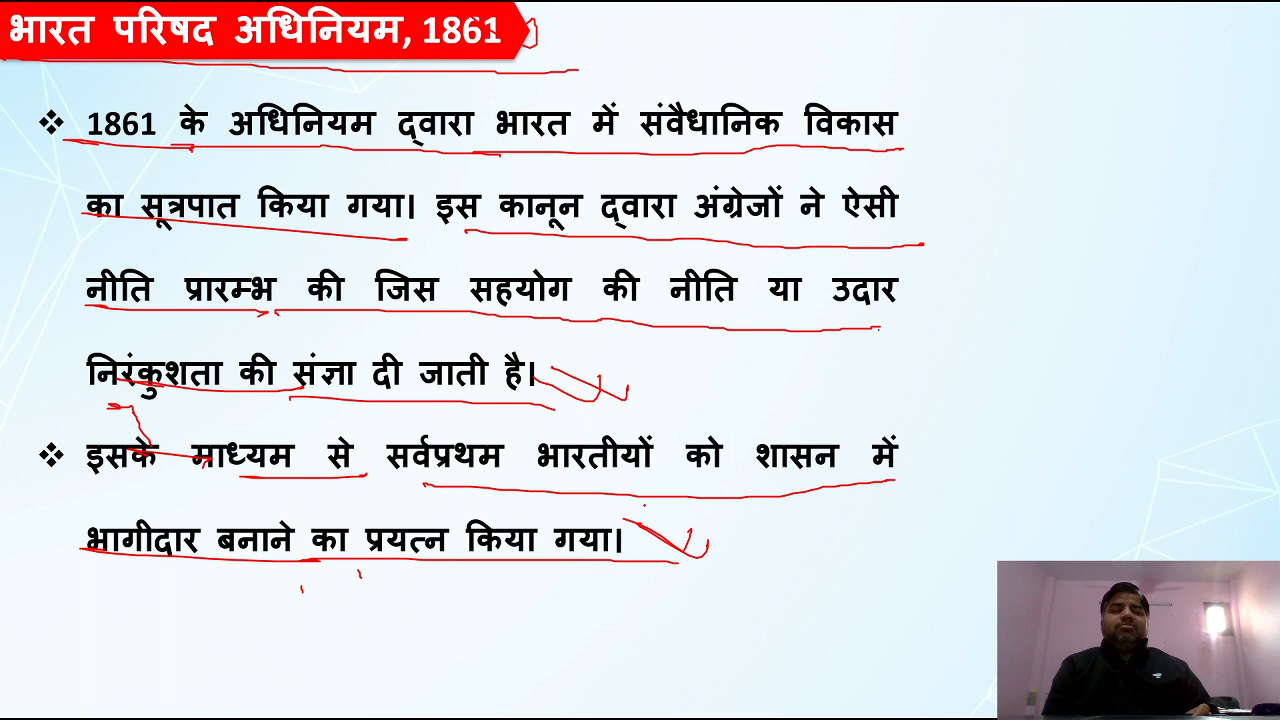 भारत परिषद अधिनियम, 1861
❖ 1861 के अधिनियम द्वारा भारत में संवैधानिक विकास
का सूत्रपात किया गया। इस कानून द्वारा अंग्रेजों ने ऐसी
नीति प्रारम्भ की जिस सहयोग की नीति या उदार
निरंकुशता की संज्ञा दी जाती है।
❖ इसके माध्यम से सर्वप्रथम भारतीयों को शासन में
भागीदार बनाने का प्रयत्न किया गया।